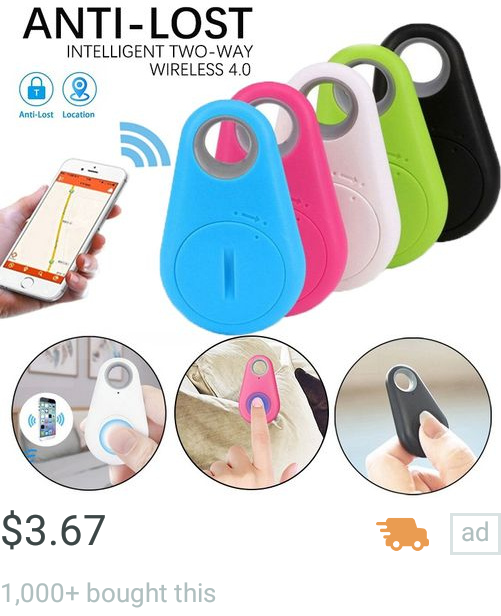 ANTI-LOST
INTELLIGENT TWO-WAY
WIRELESS 4.0
Anti-Lost Location
$3.67
ad
1,000+ bought this